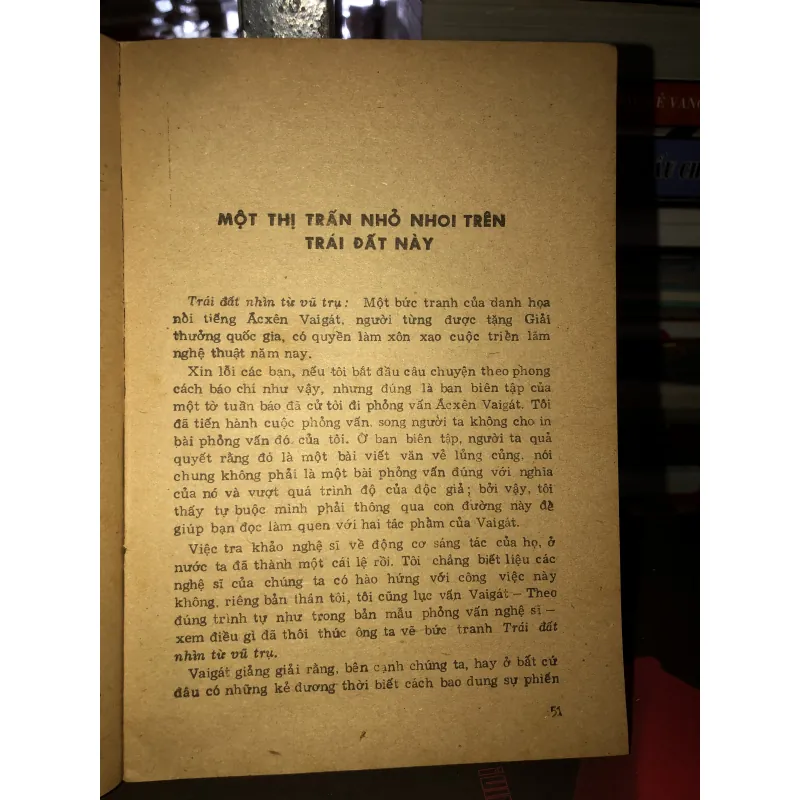 MỘT THỊ TRẤN NHỎ NHOI TRÊN
TRÁI ĐẤT NÀY
Trái đất nhìn từ vũ trụ: Một bức tranh của danh họa
nổi tiếng Ácxên Vaigát, người từng được tặng Giải
thưởng quốc gia, có quyền làm xôn xao cuộc triển lãm
nghệ thuật năm nay.
Xin lỗi các bạn, nếu tôi bắt đầu câu chuyện theo phong
cách báo chí như vậy, nhưng đúng là ban biên tập của
một tờ tuần báo đã cử tôi đi phỏng vấn Ácxên Vaigát. Tôi
đã tiến hành cuộc phỏng vấn, song người ta không cho in
bài phỏng vấn đó của tôi. Ở ban biên tập, người ta quả
quyết rằng đó là một bài viết văn vẻ lủng củng, nói
chung không phải là một bài phỏng vấn đúng với nghĩa
của nó và vượt quá trình độ của độc giả; bởi vậy, tôi
thấy tự buộc mình phải thông qua con đường này để
giúp bạn đọc làm quen với hai tác phẩm của Vaigát.
Việc tra khảo nghệ sĩ về động cơ sáng tác của họ, ở
nước ta đã thành một cái lệ rồi. Tôi chẳng biết liệu các
nghệ sĩ của chúng ta có hào hứng với công việc này
không, riêng bản thân tôi, tôi cũng lục vấn Vaigát – Theo
đúng trình tự như trong bản mẫu phỏng vấn nghệ sĩ –
xem điều gì đã thôi thúc ông ta vẽ bức tranh Trái đất
nhìn từ vũ trụ.
Vaigát giảng giải rằng, bên cạnh chúng ta, hay ở bất cứ
đâu có những kẻ đương thời biết cách bao dung sự phiến
51